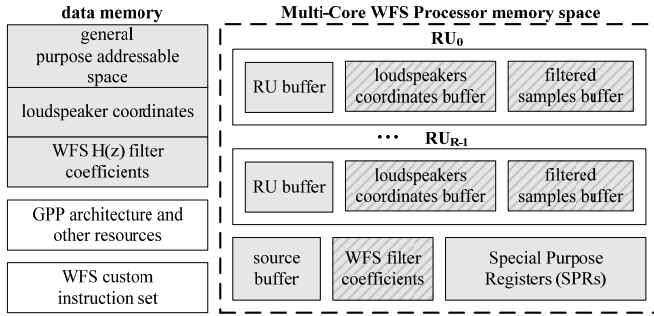 data memory
general
purpose addressable
space
loudspeaker coordinates
WFS H(z) filter
coefficients
GPP architecture and
other resources
WFS custom
instruction set
Multi-Core WFS Processor memory space
RU0
RU buffer
loudspeakers
coordinates buffer
filtered
samples buffer
...
RUR-1
RU buffer
loudspeakers
coordinates buffer
filtered
samples buffer
source
buffer
WFS filter
coefficients
Special Purpose
Registers (SPRs)